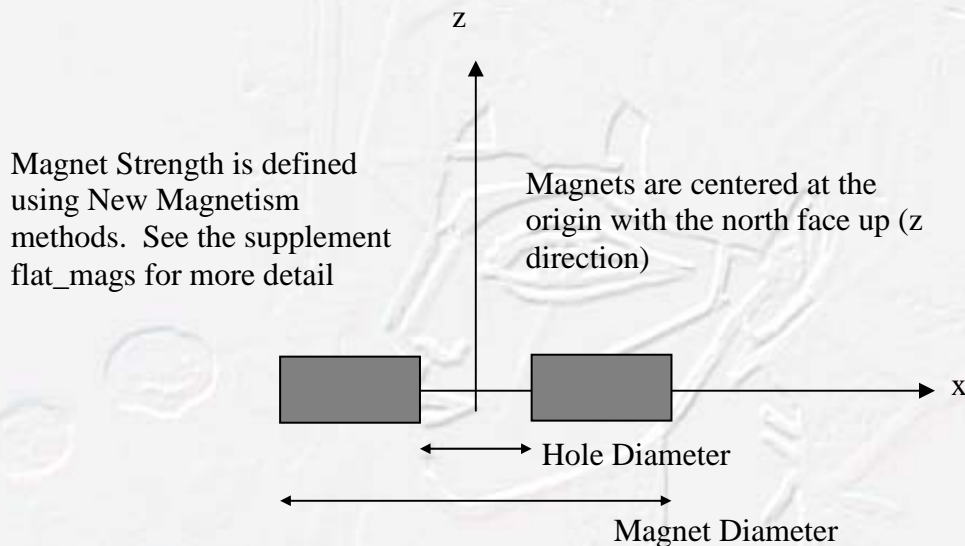 z
Magnet Strength is defined
using New Magnetism
methods. See the supplement
flat_mags for more detail
Magnets are centered at the
origin with the north face up (z
direction)
x
Hole Diameter
Magnet Diameter